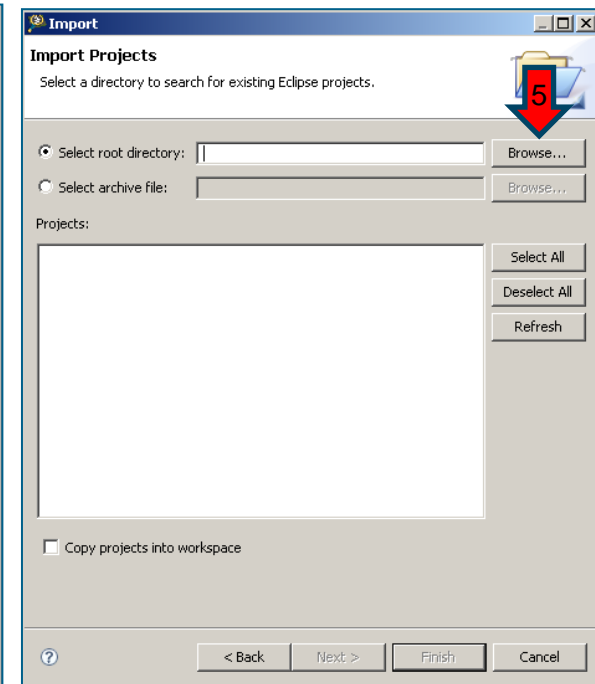 Import
Import Projects
Select a directory to search for existing Eclipse projects.
5
Select root directory: Browse...
Select archive file: Browse...
Projects:
Select All
Deselect All
Refresh
Copy projects into workspace
? < Back Next > Finish Cancel